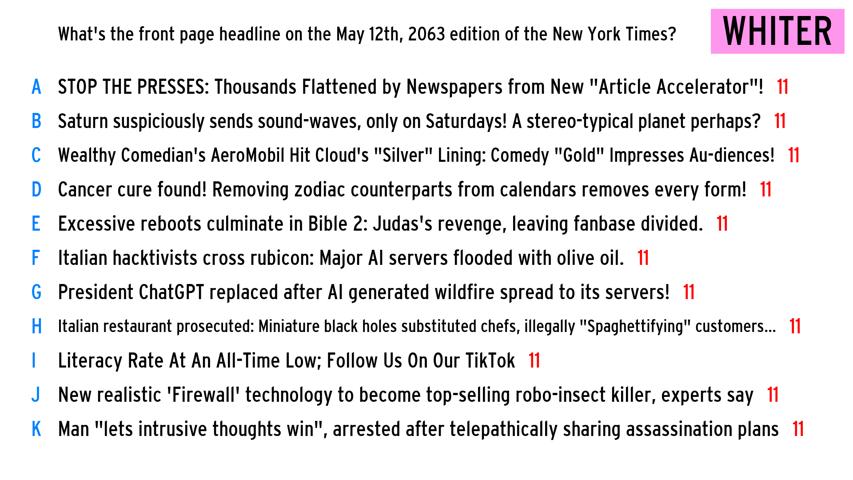 What's the front page headline on the May 12th, 2063 edition of the New York Times?
WHITER
A STOP THE PRESSES: Thousands Flattened by Newspapers from New "Article Accelerator"! 11
B Saturn suspiciously sends sound-waves, only on Saturdays! A stereo-typical planet perhaps? 11
C Wealthy Comedian's AeroMobil Hit Cloud's "Silver" Lining: Comedy "Gold" Impresses Au-diences! 11
D Cancer cure found! Removing zodiac counterparts from calendars removes every form! 11
E Excessive reboots culminate in Bible 2: Judas's revenge, leaving fanbase divided. 11
F Italian hacktivists cross rubicon: Major AI servers flooded with olive oil. 11
G President ChatGPT replaced after AI generated wildfire spread to its servers! 11
H Italian restaurant prosecuted: Miniature black holes substituted chefs, illegally "Spaghettifying" customers... 11
I Literacy Rate At An All-Time Low; Follow Us On Our TikTok 11
J New realistic 'Firewall' technology to become top-selling robo-insect killer, experts say 11
K Man "lets intrusive thoughts win", arrested after telepathically sharing assassination plans 11